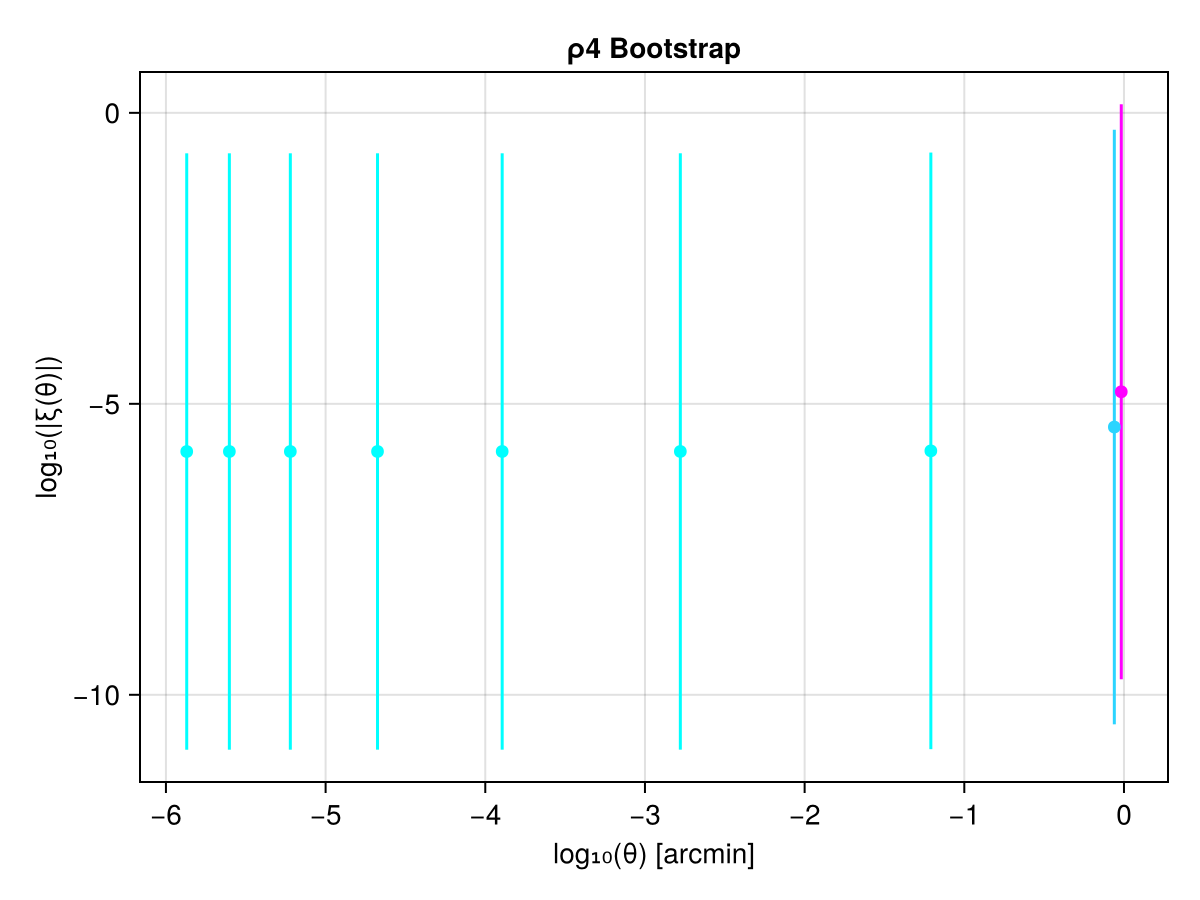 ρ4 Bootstrap
0
−5
−10
log₁₀(|ξ(θ)|)
−6 −5 −4 −3 −2 −1 0
log₁₀(θ) [arcmin]